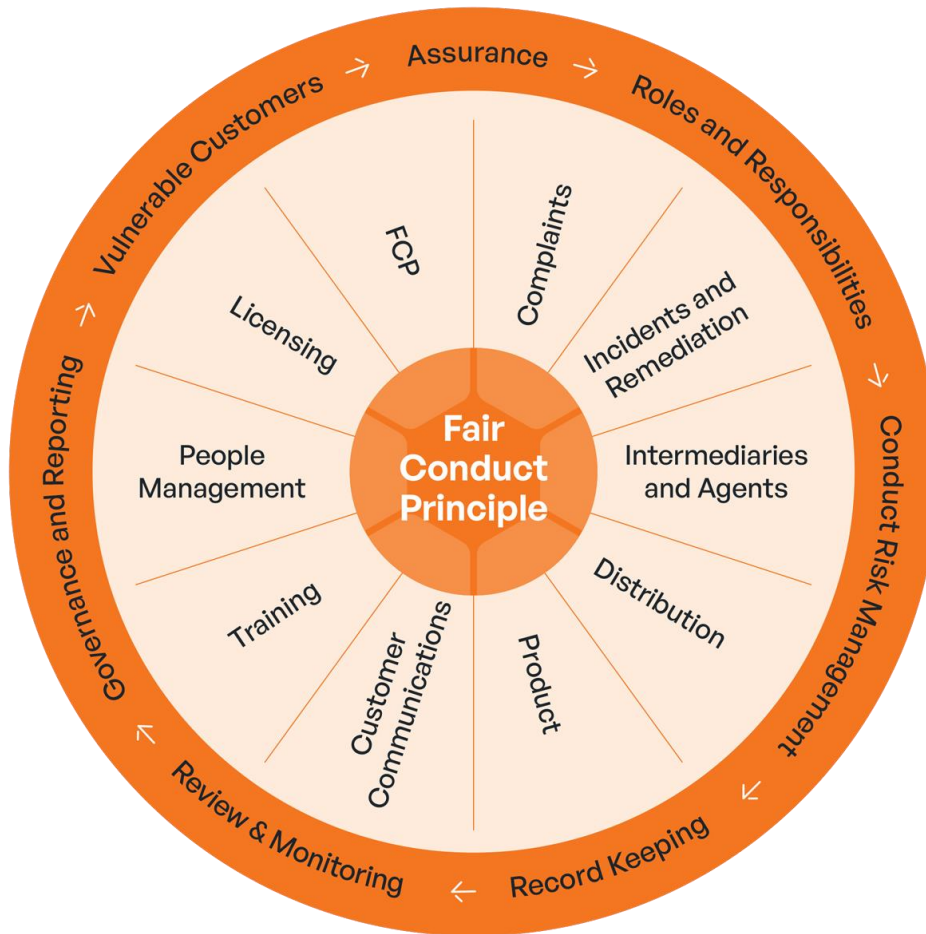 Assurance
Roles and Responsibilities
Conduct Risk Management
Record Keeping
Review & Monitoring
Governance and Reporting
Vulnerable Customers
FCP
Complaints
Incidents and
Remediation
Intermediaries
and Agents
Distribution
Product
Customer
Communications
Training
People
Management
Licensing
Fair
Conduct
Principle